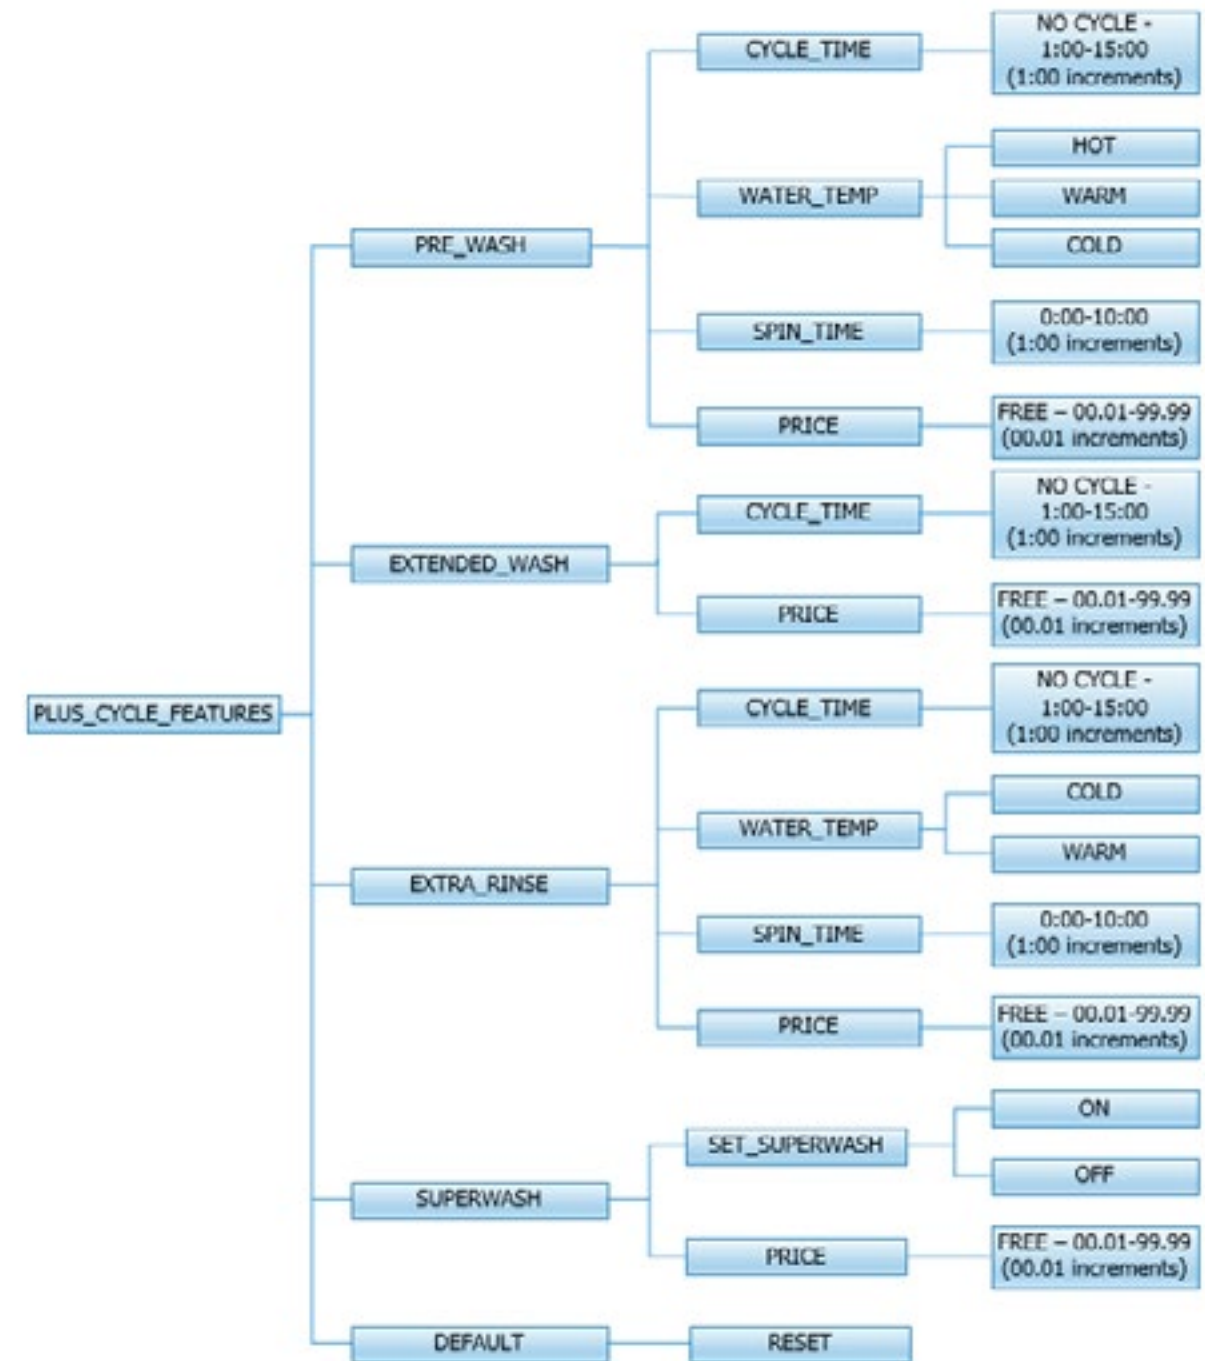 CYCLE_TIME
NO CYCLE -
1:00-15:00
(1:00 increments)
WATER_TEMP
HOT
WARM
COLD
PRE_WASH
SPIN_TIME
0:00-10:00
(1:00 increments)
PRICE
FREE – 00.01-99.99
(00.01 increments)
EXTENDED_WASH
CYCLE_TIME
NO CYCLE -
1:00-15:00
(1:00 increments)
PRICE
FREE – 00.01-99.99
(00.01 increments)
PLUS_CYCLE_FEATURES
CYCLE_TIME
NO CYCLE -
1:00-15:00
(1:00 increments)
WATER_TEMP
COLD
WARM
EXTRA_RINSE
SPIN_TIME
0:00-10:00
(1:00 increments)
PRICE
FREE – 00.01-99.99
(00.01 increments)
SUPERWASH
SET_SUPERWASH
ON
OFF
PRICE
FREE – 00.01-99.99
(00.01 increments)
DEFAULT
RESET